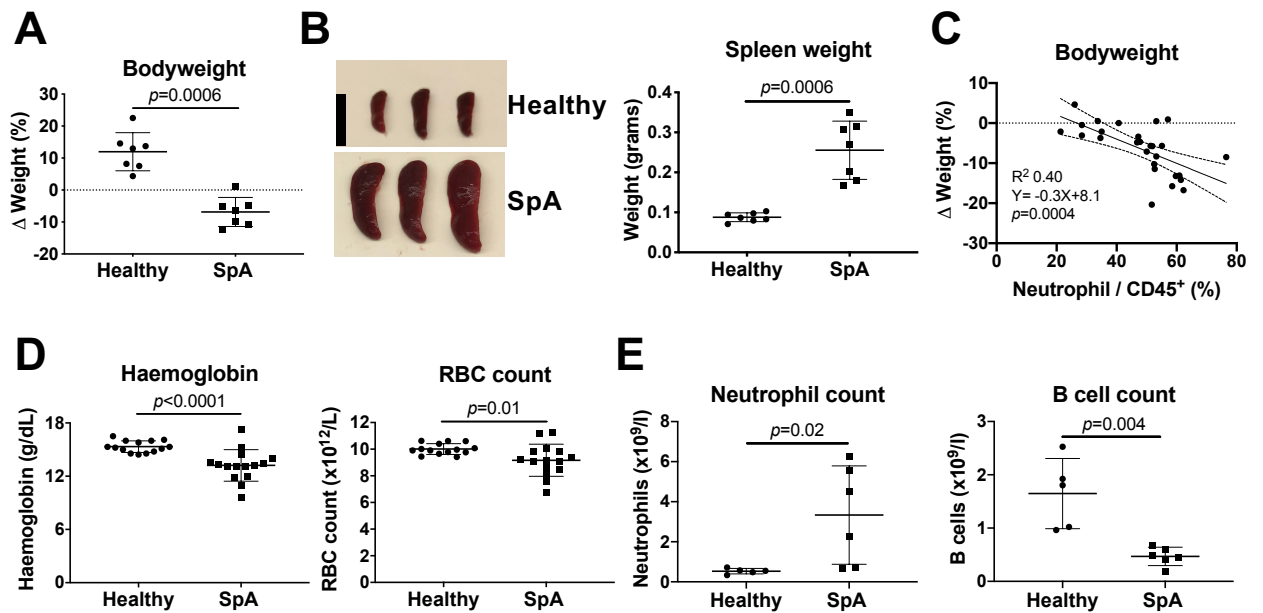 A
Bodyweight
p=0.0006
Δ Weight (%)
30
20
10
0
-10
-20
Healthy
SpA
B
Healthy
SpA
Spleen weight
p=0.0006
Weight (grams)
0.4
0.3
0.2
0.1
0.0
Healthy
SpA
C
Bodyweight
Δ Weight (%)
10
0
-10
-20
-30
R² 0.40
Y= -0.3X+8.1
p=0.0004
0
20
40
60
80
Neutrophil / CD45⁺ (%)
D
Haemoglobin
p<0.0001
Haemoglobin (g/dL)
18
12
6
0
Healthy
SpA
RBC count
p=0.01
RBC count (x10¹²/L)
12
10
8
6
4
2
0
Healthy
SpA
E
Neutrophil count
p=0.02
Neutrophils (x10⁹/l)
8
6
4
2
0
Healthy
SpA
B cell count
p=0.004
B cells (x10⁹/l)
3
2
1
0
Healthy
SpA